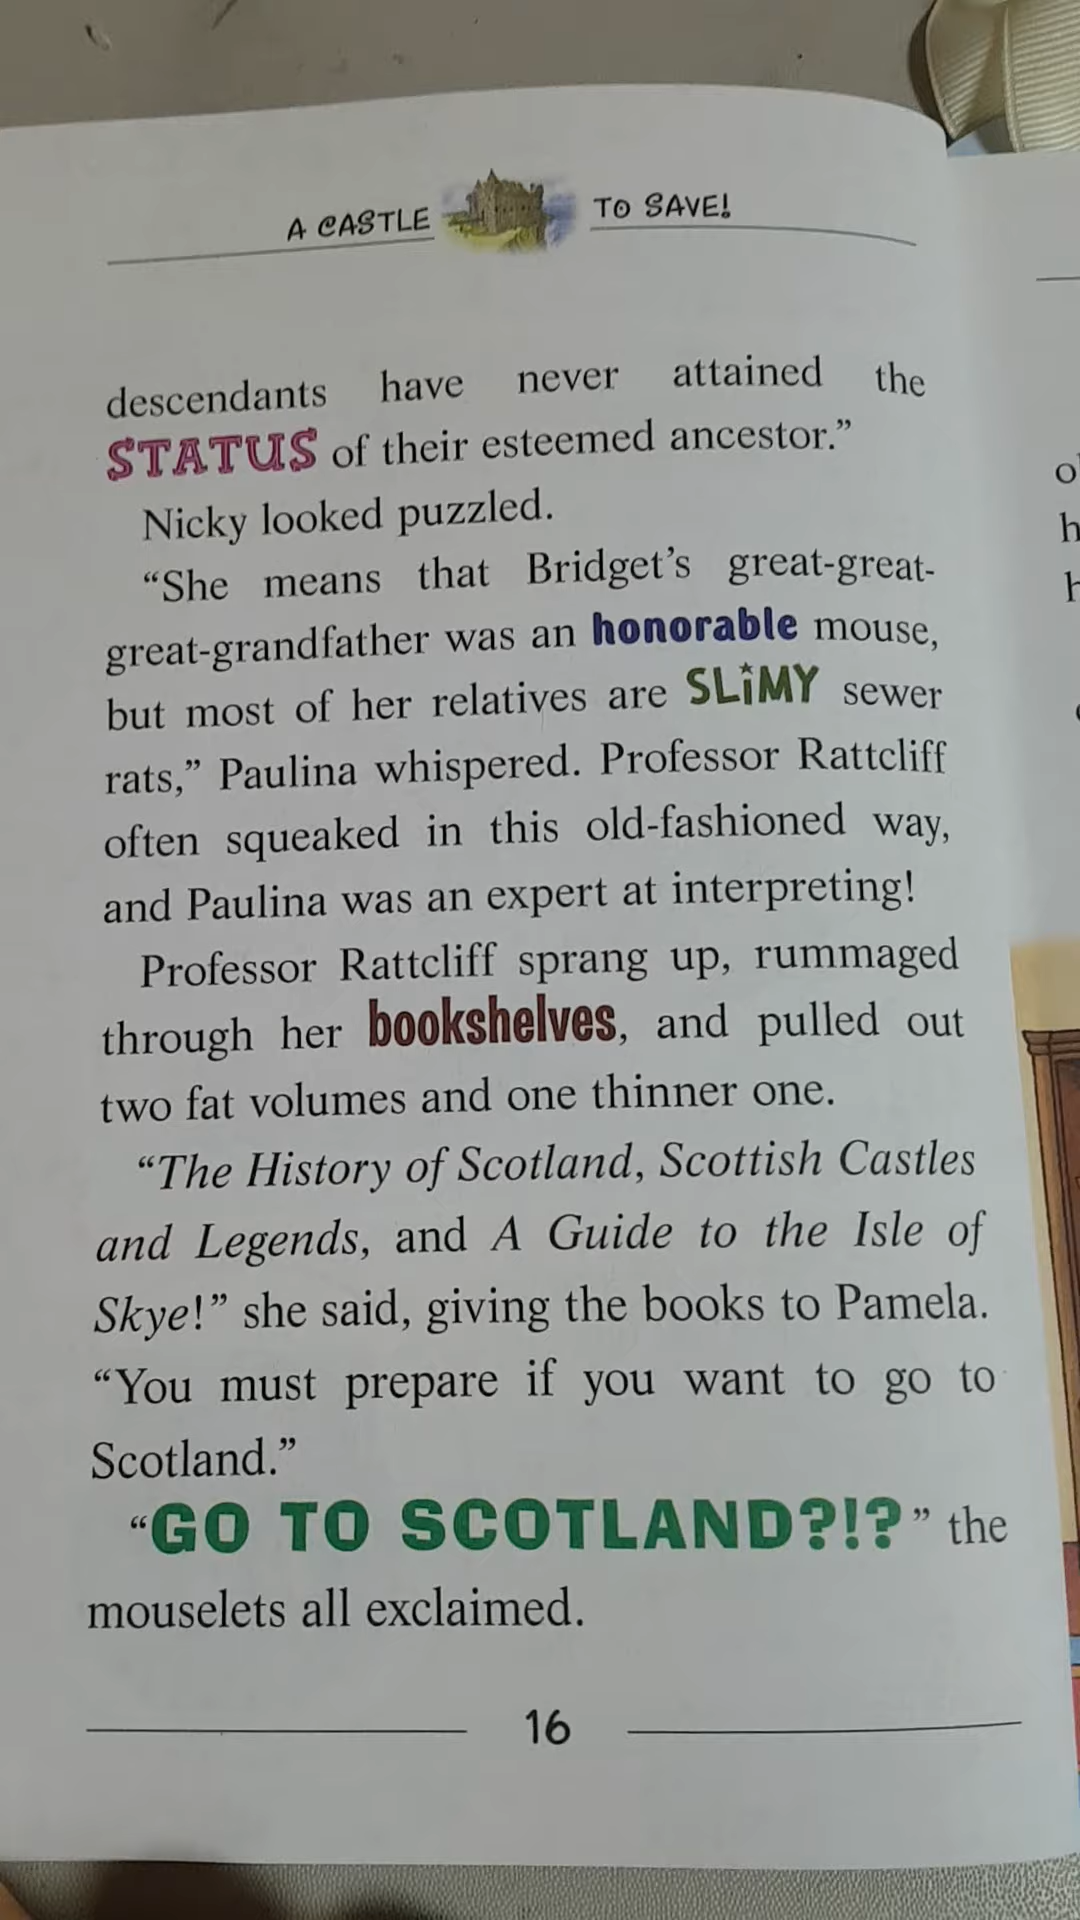 A CASTLE TO SAVE!
descendants have never attained the
STATUS of their esteemed ancestor.”
Nicky looked puzzled.
“She means that Bridget’s great-great-
great-grandfather was an honorable mouse,
but most of her relatives are SLiMY sewer
rats,” Paulina whispered. Professor Rattcliff
often squeaked in this old-fashioned way,
and Paulina was an expert at interpreting!
Professor Rattcliff sprang up, rummaged
through her bookshelves, and pulled out
two fat volumes and one thinner one.
“The History of Scotland, Scottish Castles
and Legends, and A Guide to the Isle of
Skye!” she said, giving the books to Pamela.
“You must prepare if you want to go to
Scotland.”
“GO TO SCOTLAND?!?” the
mouselets all exclaimed.
16